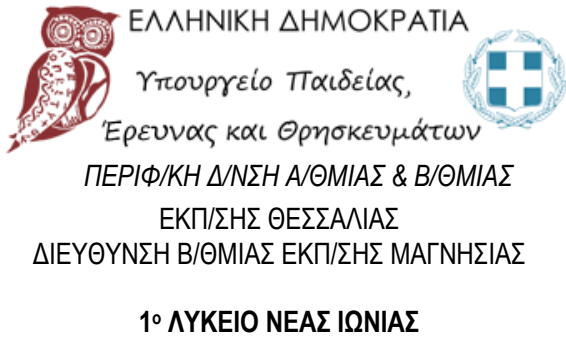 ΕΛΛΗΝΙΚΗ ΔΗΜΟΚΡΑΤΙΑ
Υπουργείο Παιδείας,
Έρευνας και Θρησκευμάτων
ΠΕΡΙΦ/ΚΗ Δ/ΝΣΗ Α/ΘΜΙΑΣ & Β/ΘΜΙΑΣ
ΕΚΠ/ΣΗΣ ΘΕΣΣΑΛΙΑΣ
ΔΙΕΥΘΥΝΣΗ Β/ΘΜΙΑΣ ΕΚΠ/ΣΗΣ ΜΑΓΝΗΣΙΑΣ
1ο ΛΥΚΕΙΟ ΝΕΑΣ ΙΩΝΙΑΣ